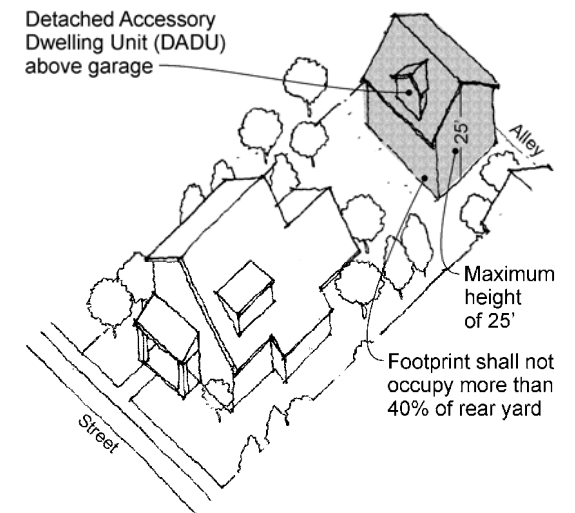 Detached Accessory
Dwelling Unit (DADU)
above garage
25'
Alley
Maximum
height
of 25'
Footprint shall not
occupy more than
40% of rear yard
Street